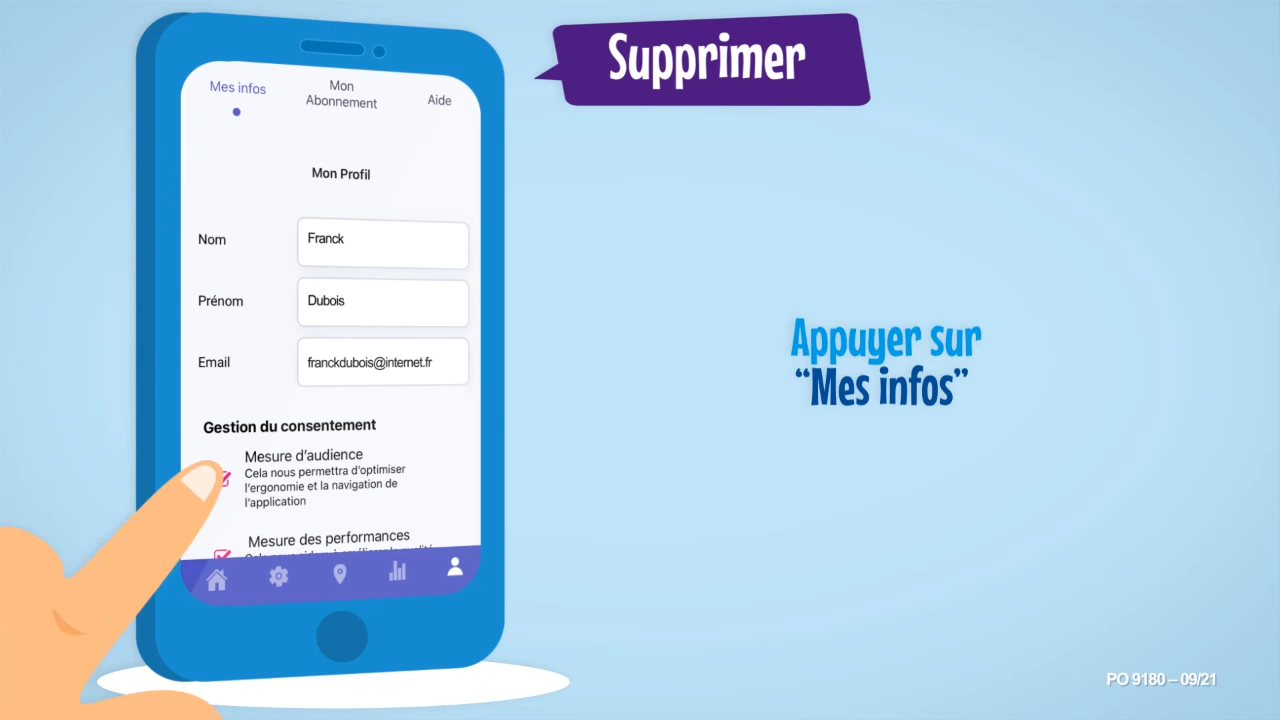 Supprimer
Mes infos
Mon
Abonnement
Aide
Mon Profil
Nom
Franck
Prénom
Dubois
Email
franckdubois@internet.fr
Gestion du consentement
Mesure d'audience
Cela nous permettra d'optimiser
l'ergonomie et la navigation de
l'application
Mesure des performances
Appuyer sur
“Mes infos”
PO 9180 – 09/21